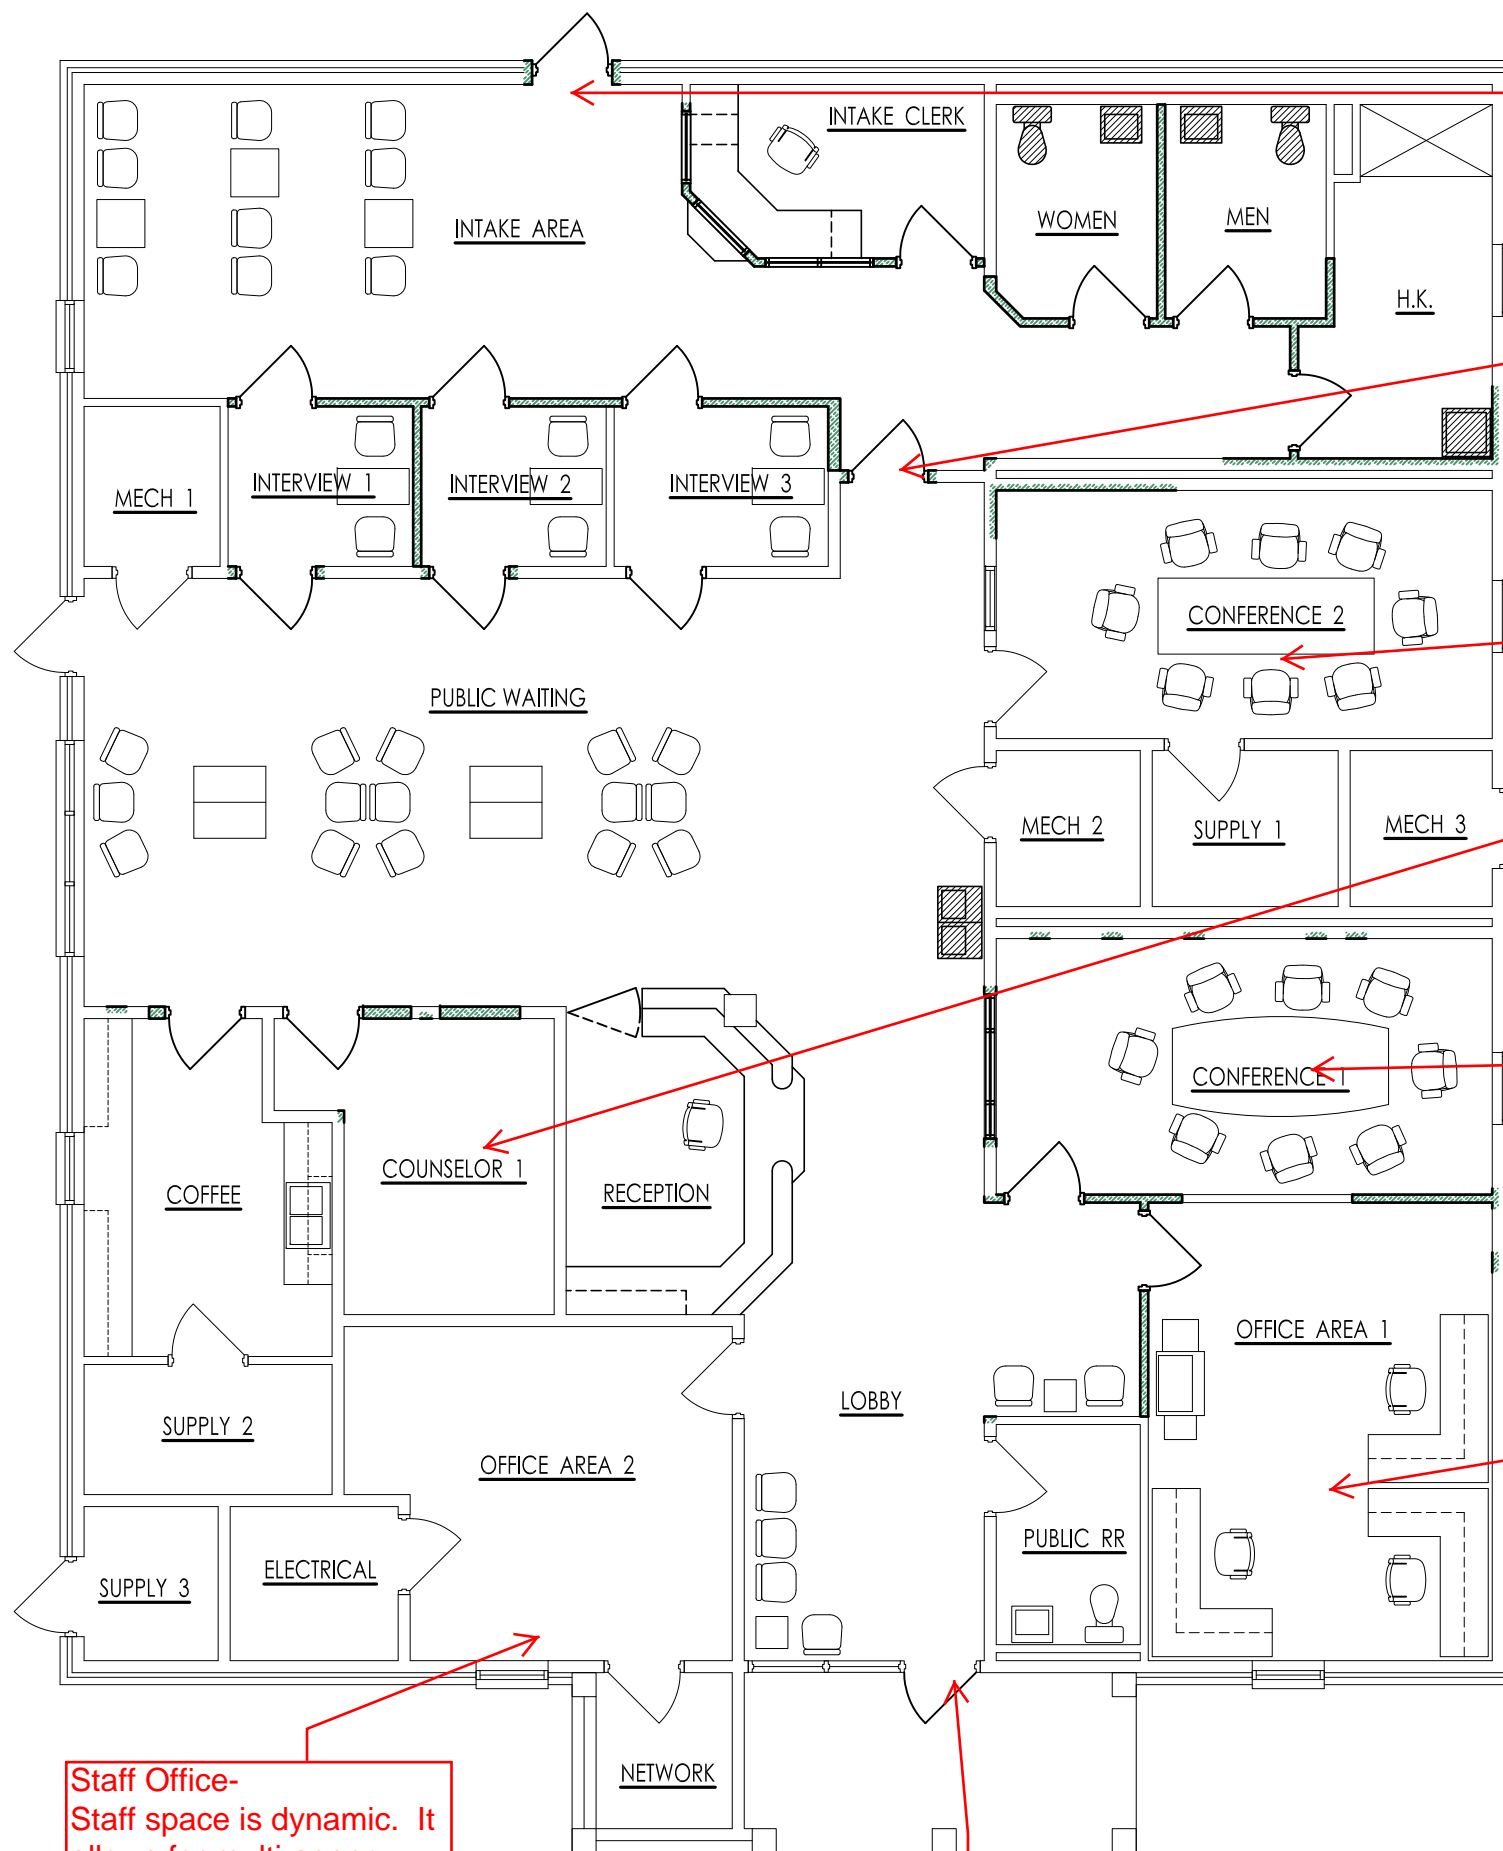 INTAKE CLERK
WOMEN
MEN
INTAKE AREA
H.K.
MECH 1
INTERVIEW 1
INTERVIEW 2
INTERVIEW 3
CONFERENCE 2
PUBLIC WAITING
MECH 2
SUPPLY 1
MECH 3
CONFERENCE 1
COUNSELOR 1
COFFEE
RECEPTION
OFFICE AREA 1
LOBBY
SUPPLY 2
OFFICE AREA 2
PUBLIC RR
ELECTRICAL
SUPPLY 3
NETWORK
Staff Office-
Staff space is dynamic. It